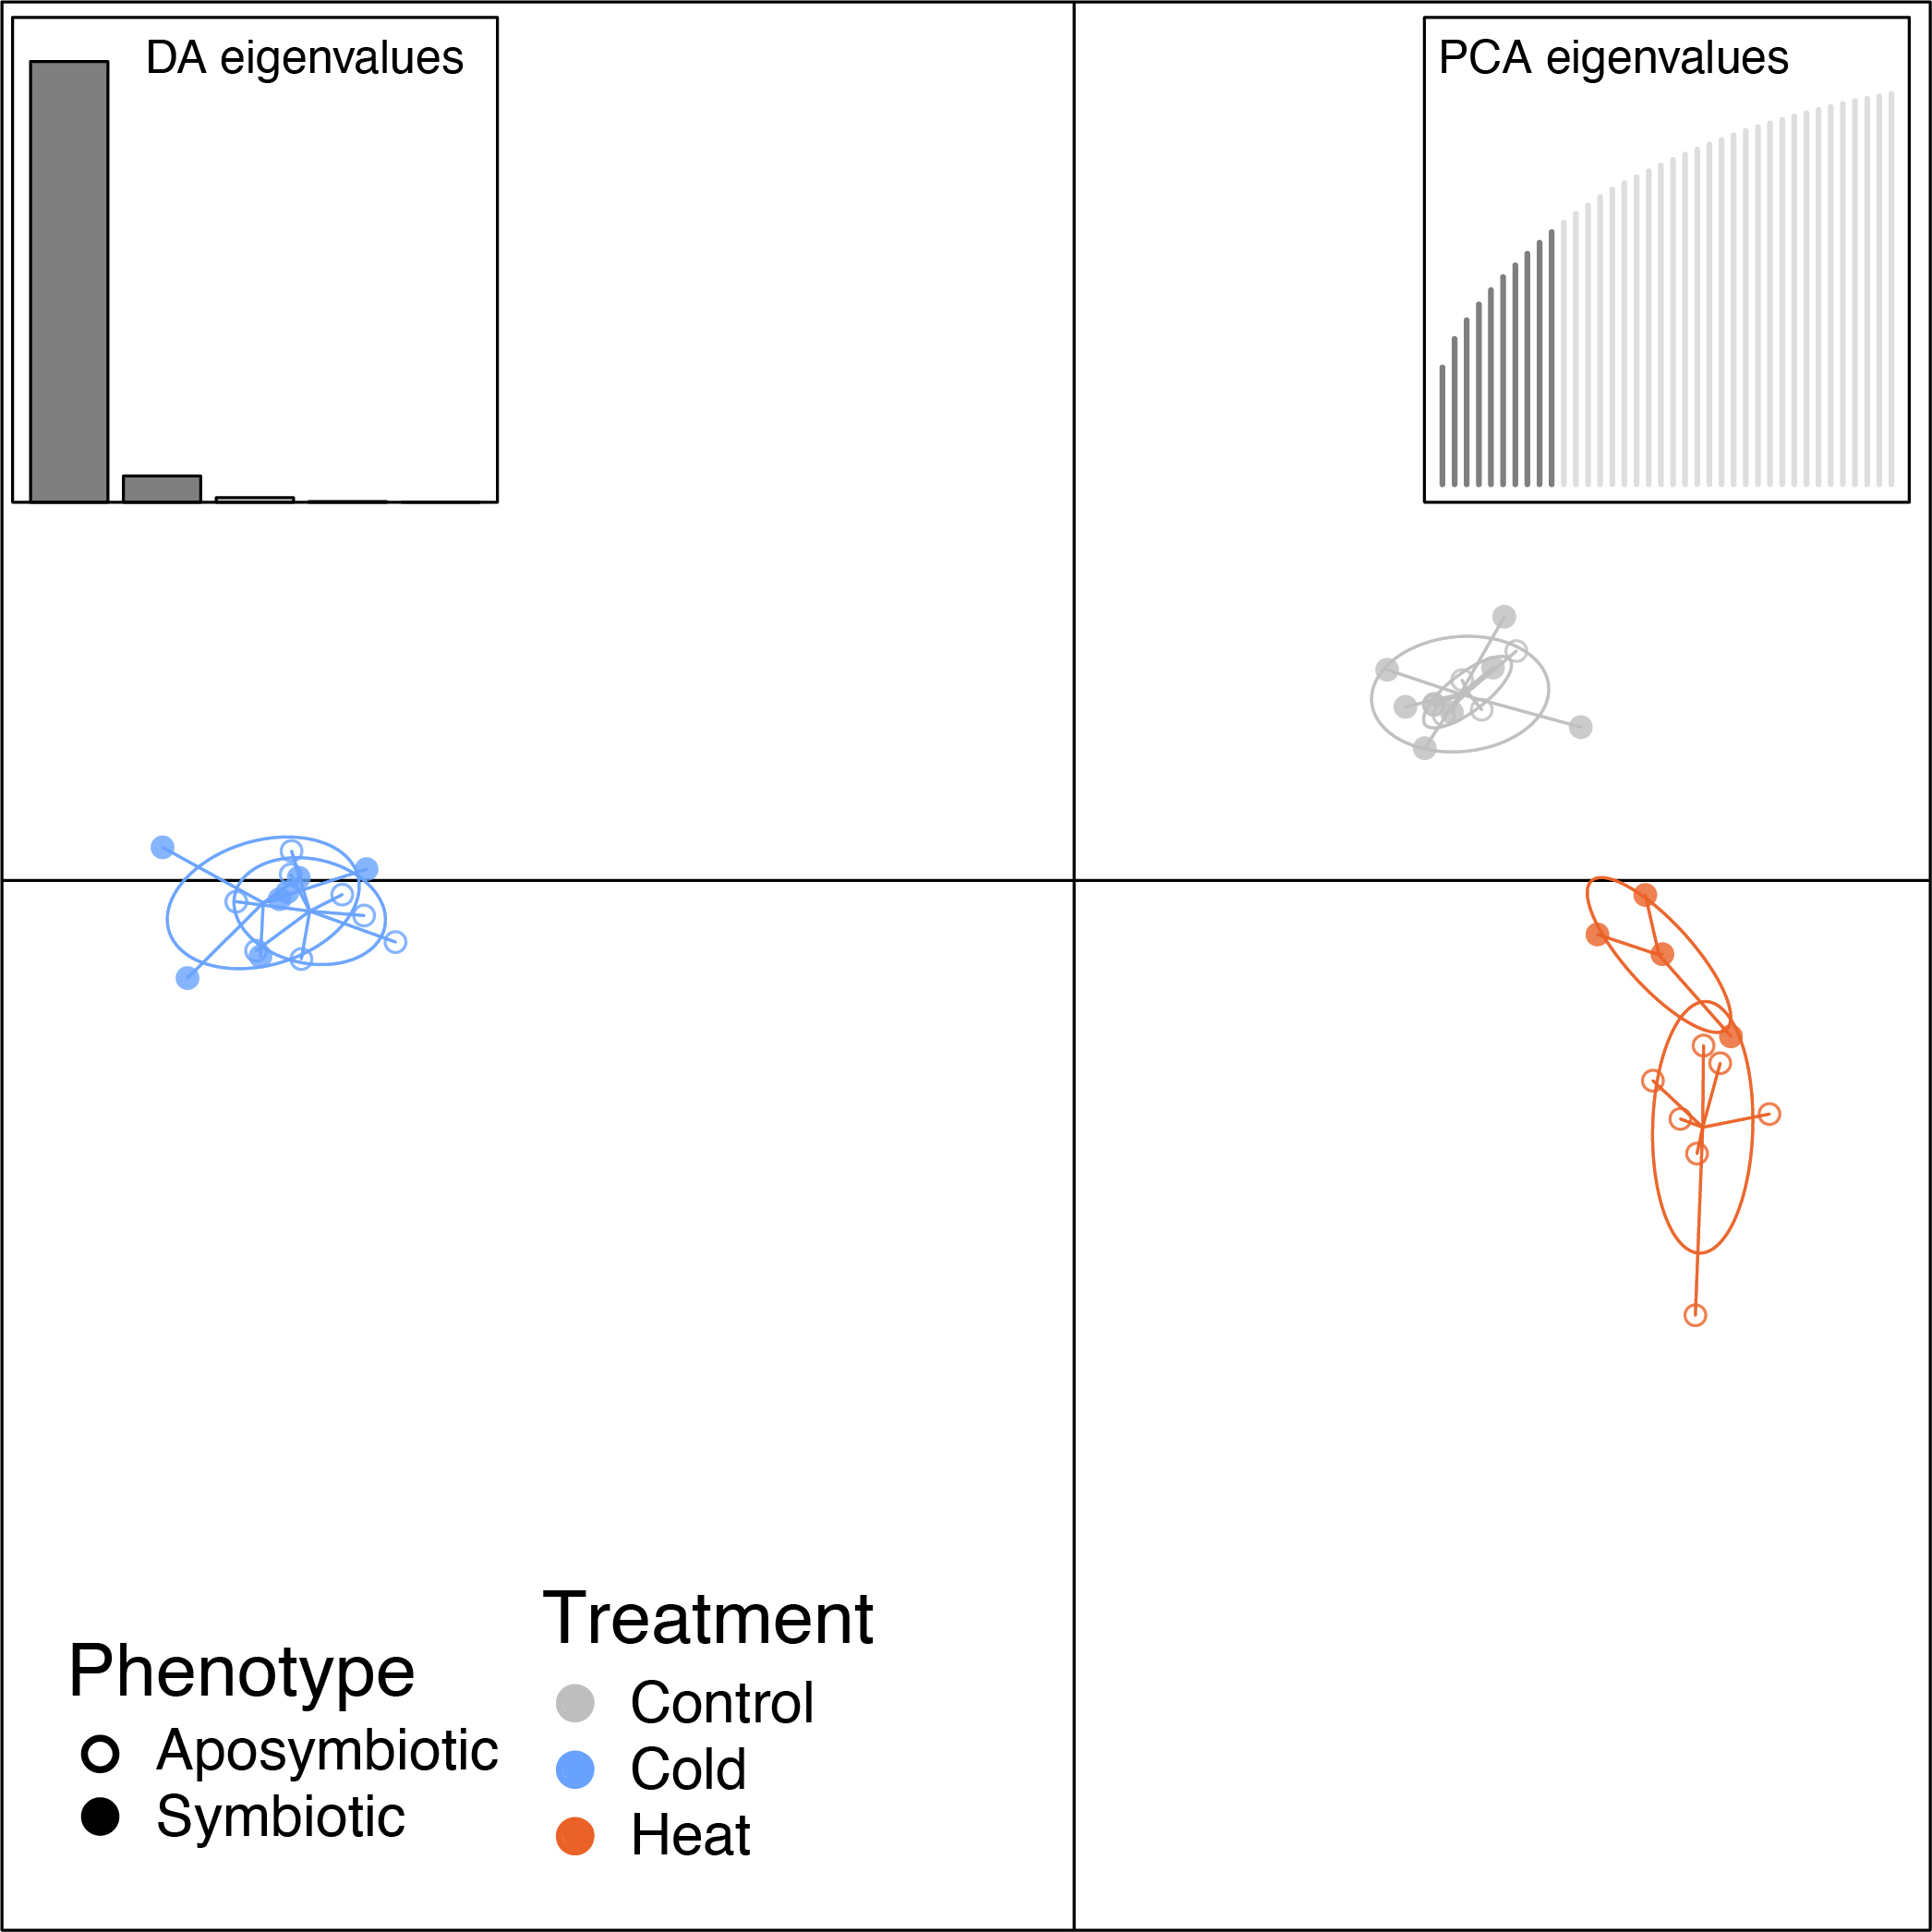 DA eigenvalues
PCA eigenvalues
Phenotype
Aposymbiotic
Symbiotic
Treatment
Control
Cold
Heat